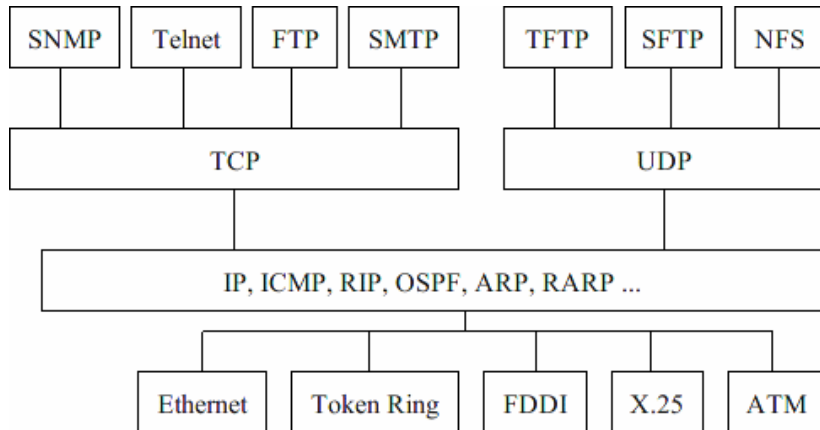 SNMP Telnet FTP SMTP TFTP SFTP NFS
TCP UDP
IP, ICMP, RIP, OSPF, ARP, RARP ...
Ethernet Token Ring FDDI X.25 ATM